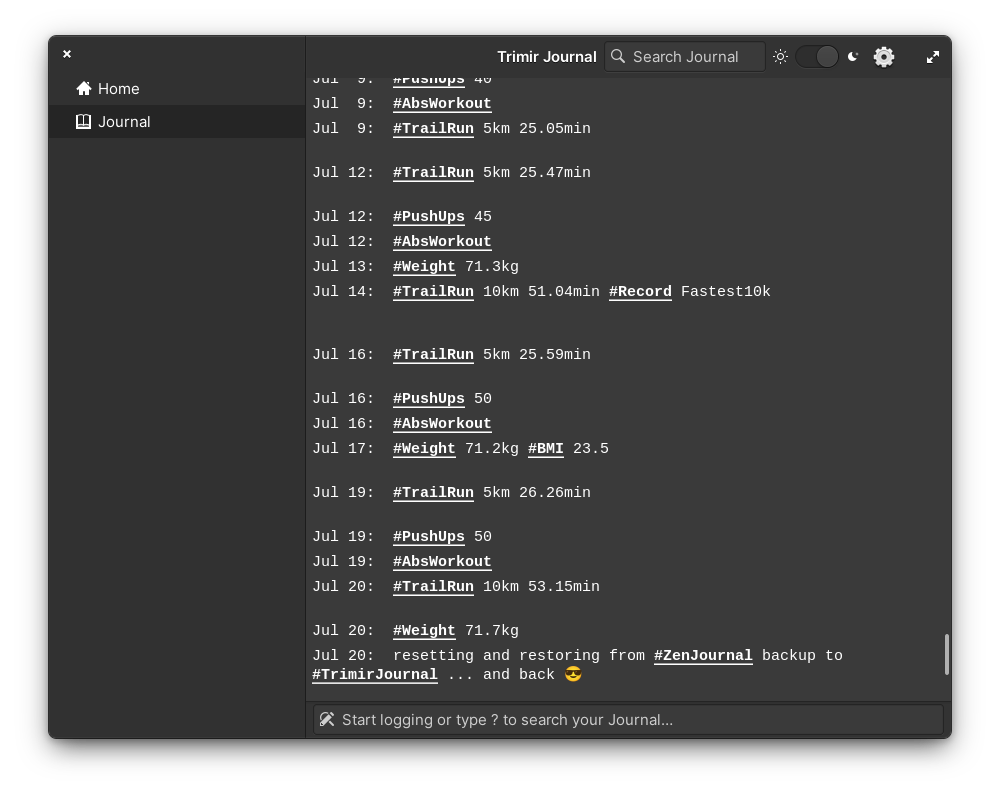 Trimir Journal
Search Journal
Home
Journal
Jul  9:  #PushUps 40
Jul  9:  #AbsWorkout
Jul  9:  #TrailRun 5km 25.05min
Jul 12:  #TrailRun 5km 25.47min
Jul 12:  #PushUps 45
Jul 12:  #AbsWorkout
Jul 13:  #Weight 71.3kg
Jul 14:  #TrailRun 10km 51.04min #Record Fastest10k
Jul 16:  #TrailRun 5km 25.59min
Jul 16:  #PushUps 50
Jul 16:  #AbsWorkout
Jul 17:  #Weight 71.2kg #BMI 23.5
Jul 19:  #TrailRun 5km 26.26min
Jul 19:  #PushUps 50
Jul 19:  #AbsWorkout
Jul 20:  #TrailRun 10km 53.15min
Jul 20:  #Weight 71.7kg
Jul 20:  resetting and restoring from #ZenJournal backup to
#TrimirJournal ... and back 😎
Start logging or type ? to search your Journal...